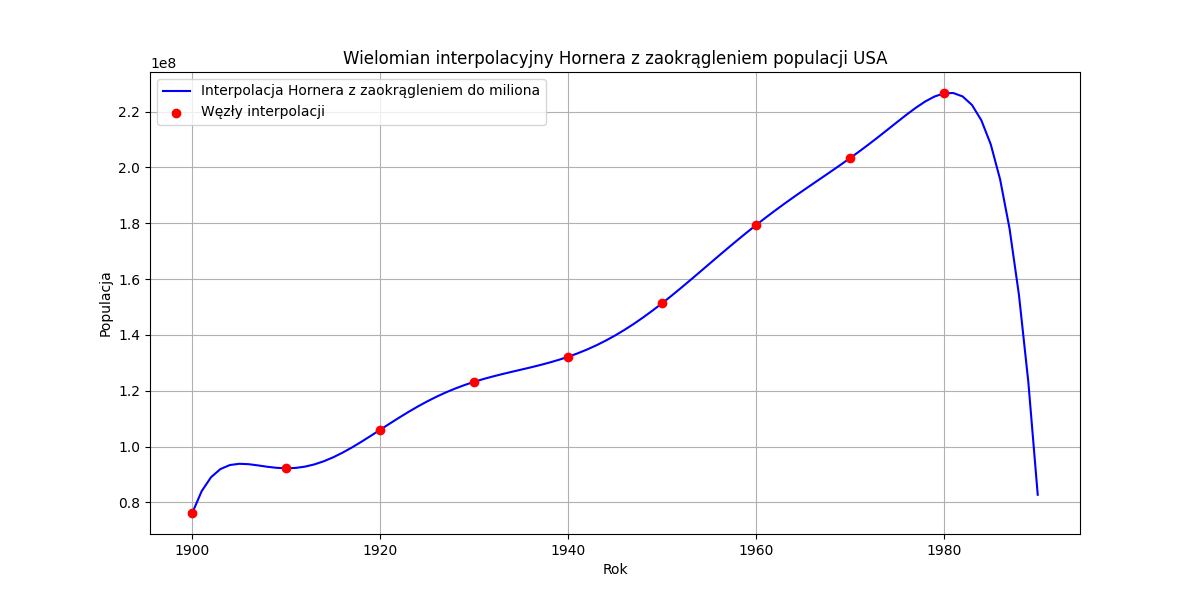 Wielomian interpolacyjny Hornera z zaokrągleniem populacji USA
1e8
Interpolacja Hornera z zaokrągleniem do miliona
Węzły interpolacji
2.2
2.0
1.8
1.6
1.4
1.2
1.0
0.8
Populacja
1900 1920 1940 1960 1980
Rok